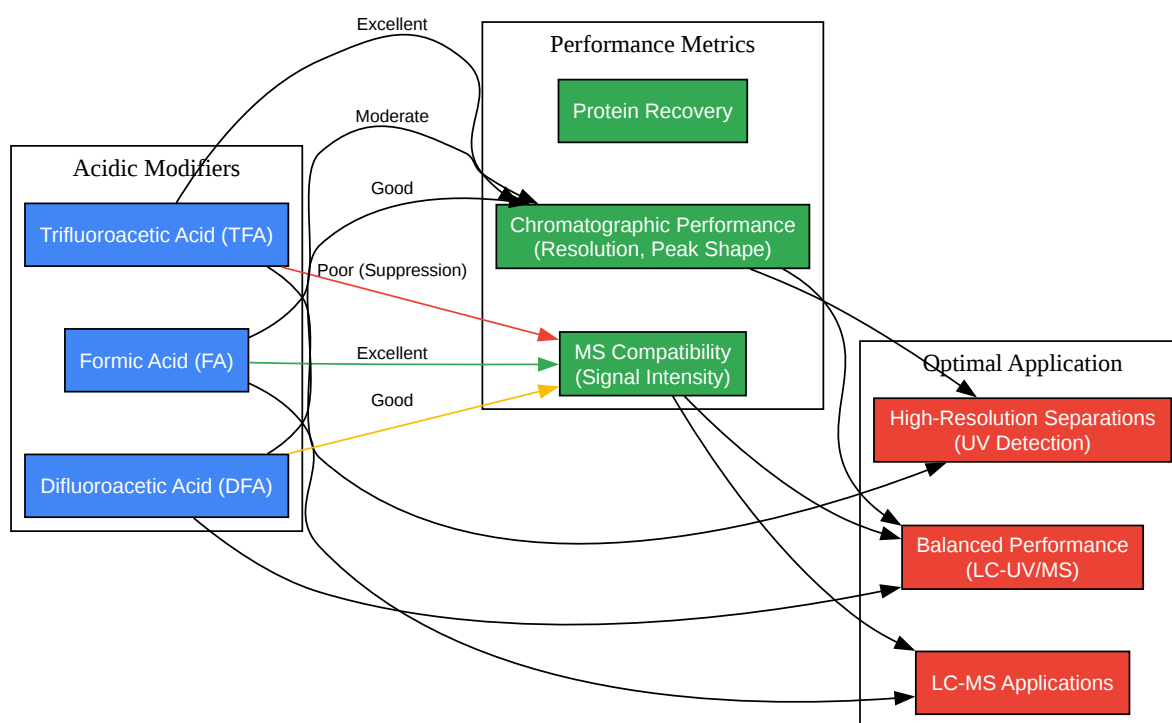 Excellent
Performance Metrics
Protein Recovery
Moderate
Acidic Modifiers
Good
Trifluoroacetic Acid (TFA)
Chromatographic Performance
(Resolution, Peak Shape)
Poor (Suppression)
Formic Acid (FA)
Excellent
MS Compatibility
(Signal Intensity)
Optimal Application
Good
High-Resolution Separations
(UV Detection)
Difluoroacetic Acid (DFA)
Balanced Performance
(LC-UV/MS)
LC-MS Applications